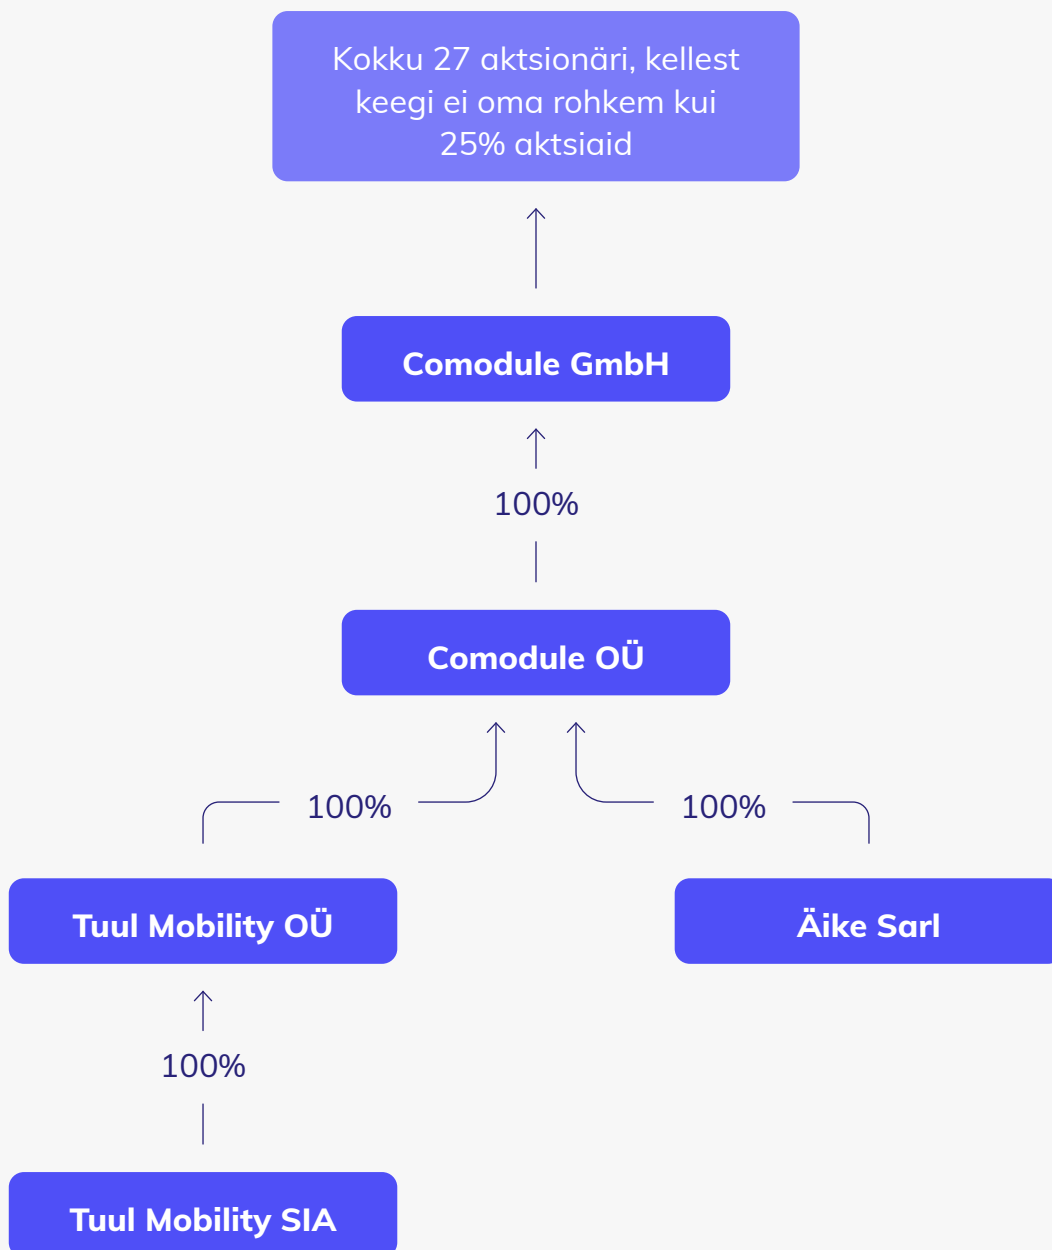 Kokku 27 aktsionäri, kellest
keegi ei oma rohkem kui
25% aktsiaid
Comodule GmbH
100%
Comodule OÜ
100%
100%
Tuul Mobility OÜ
Äike Sarl
100%
Tuul Mobility SIA